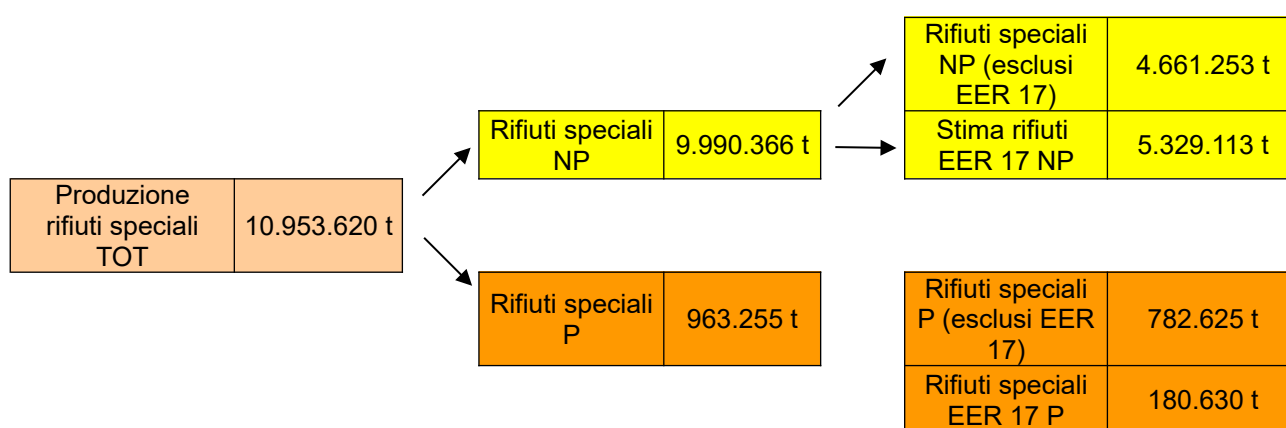 Rifiuti speciali
NP (esclusi
EER 17)
4.661.253 t
Rifiuti speciali
NP
9.990.366 t
Stima rifiuti
EER 17 NP
5.329.113 t
Produzione
rifiuti speciali
TOT
10.953.620 t
Rifiuti speciali
P
963.255 t
Rifiuti speciali
P (esclusi EER
17)
782.625 t
Rifiuti speciali
EER 17 P
180.630 t